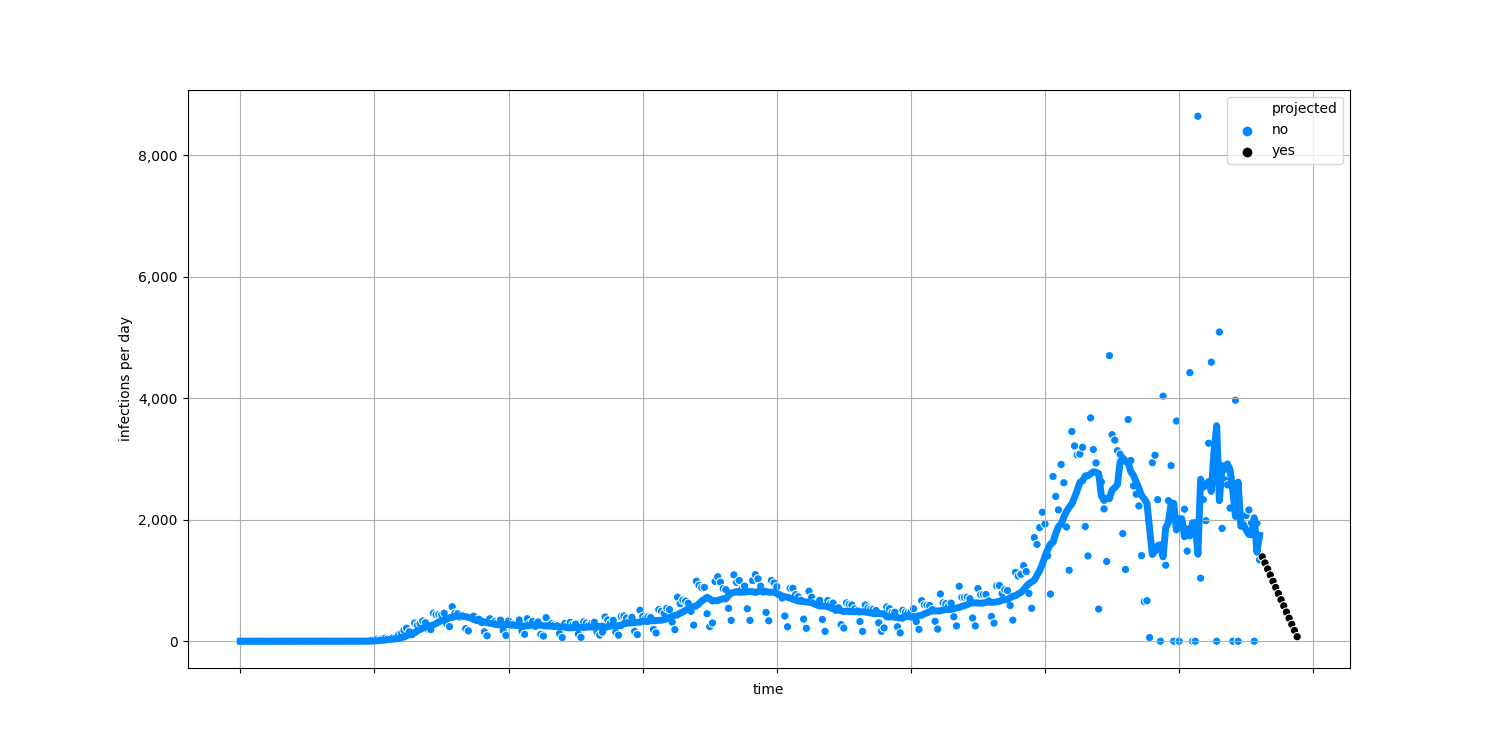 projected
no
yes
8,000
6,000
4,000
2,000
0
infections per day
time